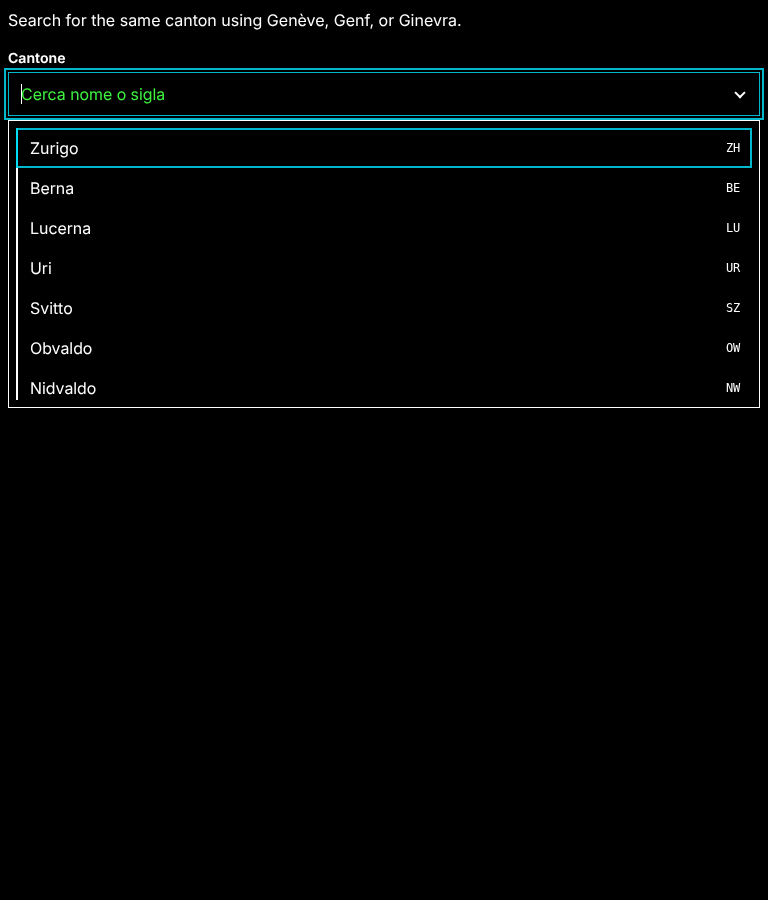 Search for the same canton using Genève, Genf, or Ginevra.
Cantone
Cerca nome o sigla
Zurigo ZH
Berna BE
Lucerna LU
Uri UR
Svitto SZ
Obvaldo OW
Nidvaldo NW